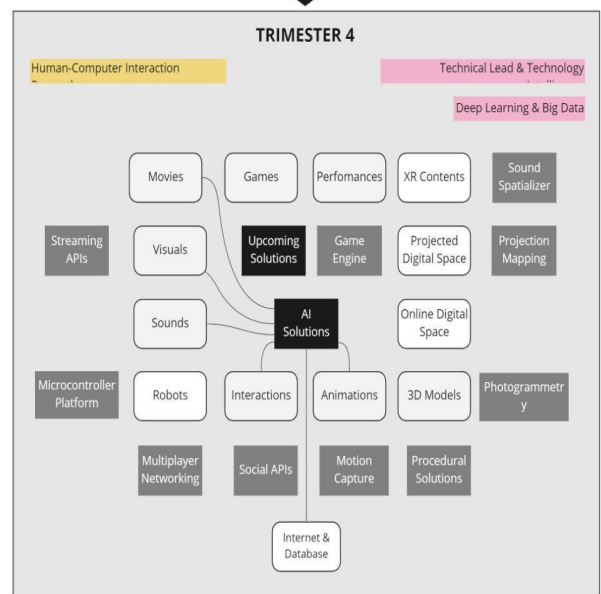 TRIMESTER 4
Human-Computer Interaction
Technical Lead & Technology
Deep Learning & Big Data
Movies
Games
Perfomances
XR Contents
Sound
Spatializer
Streaming
APIs
Visuals
Upcoming
Solutions
Game
Engine
Projected
Digital Space
Projection
Mapping
Sounds
AI
Solutions
Online Digital
Space
Microcontroller
Platform
Robots
Interactions
Animations
3D Models
Photogrammetr
y
Multiplayer
Networking
Social APIs
Motion
Capture
Procedural
Solutions
Internet &
Database